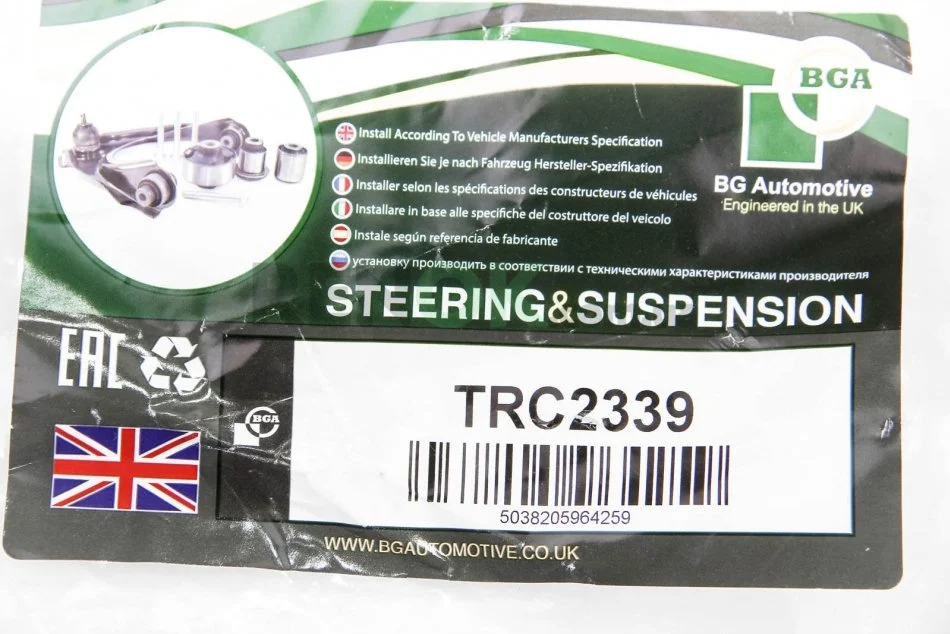 BGA
BG Automotive
Engineered in the UK
Install According To Vehicle Manufacturers Specification
Installieren Sie je nach Fahrzeug Hersteller-Spezifikation
Installer selon les spécifications des constructeurs de véhicules
Installare in base alle specifiche del costruttore del veicolo
Instale según referencia de fabricante
установку производить в соответствии с техническими характеристиками производителя
STEERING&SUSPENSION
EAC
BGA
TRC2339
5038205964259
WWW.BGAUTOMOTIVE.CO.UK